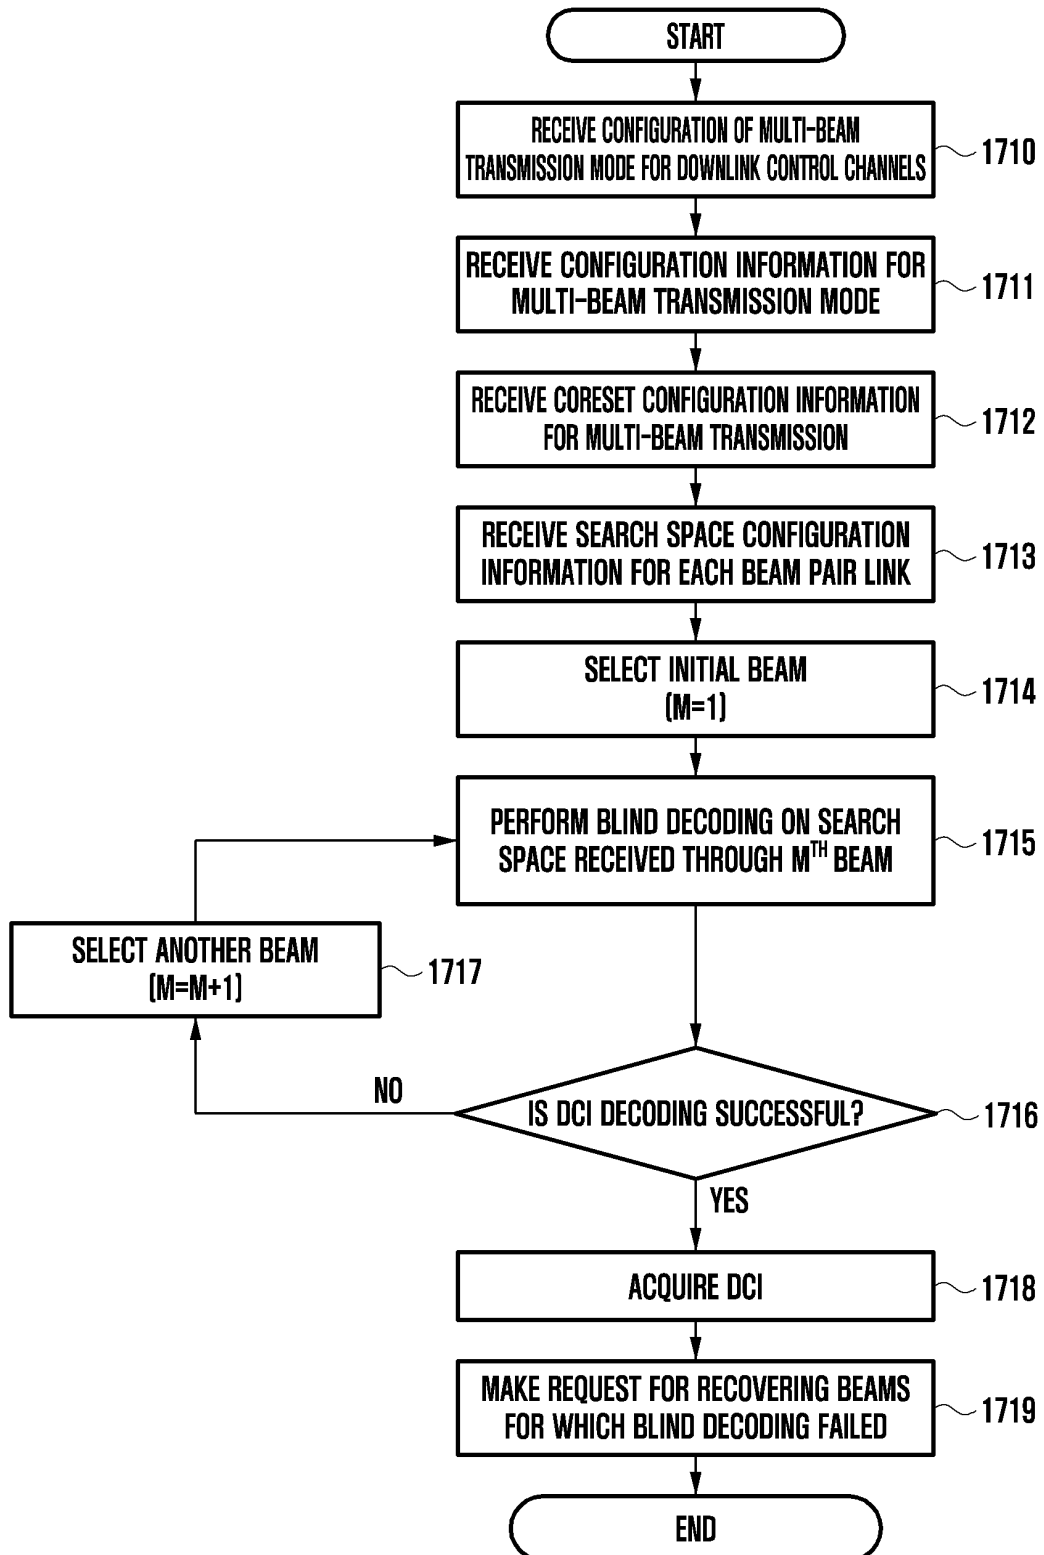 START
RECEIVE CONFIGURATION OF MULTI-BEAM
TRANSMISSION MODE FOR DOWNLINK CONTROL CHANNELS
1710
RECEIVE CONFIGURATION INFORMATION FOR
MULTI-BEAM TRANSMISSION MODE
1711
RECEIVE CORESET CONFIGURATION INFORMATION
FOR MULTI-BEAM TRANSMISSION
1712
RECEIVE SEARCH SPACE CONFIGURATION
INFORMATION FOR EACH BEAM PAIR LINK
1713
SELECT INITIAL BEAM
(M=1)
1714
PERFORM BLIND DECODING ON SEARCH
SPACE RECEIVED THROUGH MTH BEAM
1715
SELECT ANOTHER BEAM
(M=M+1)
1717
NO
IS DCI DECODING SUCCESSFUL?
1716
YES
ACQUIRE DCI
1718
MAKE REQUEST FOR RECOVERING BEAMS
FOR WHICH BLIND DECODING FAILED
1719
END